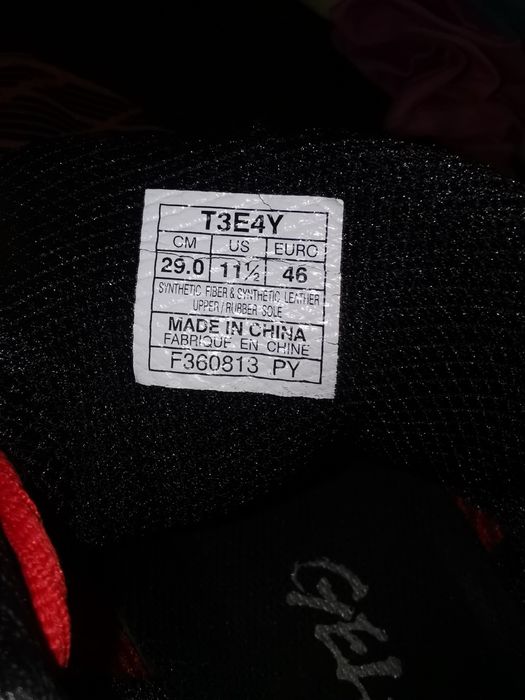 T3E4Y
CM US EURO
29.0 11½ 46
SYNTHETIC FIBER & SYNTHETIC LEATHER
UPPER / RUBBER SOLE
MADE IN CHINA
FABRIQUE EN CHINE
F360813 PY
GEL